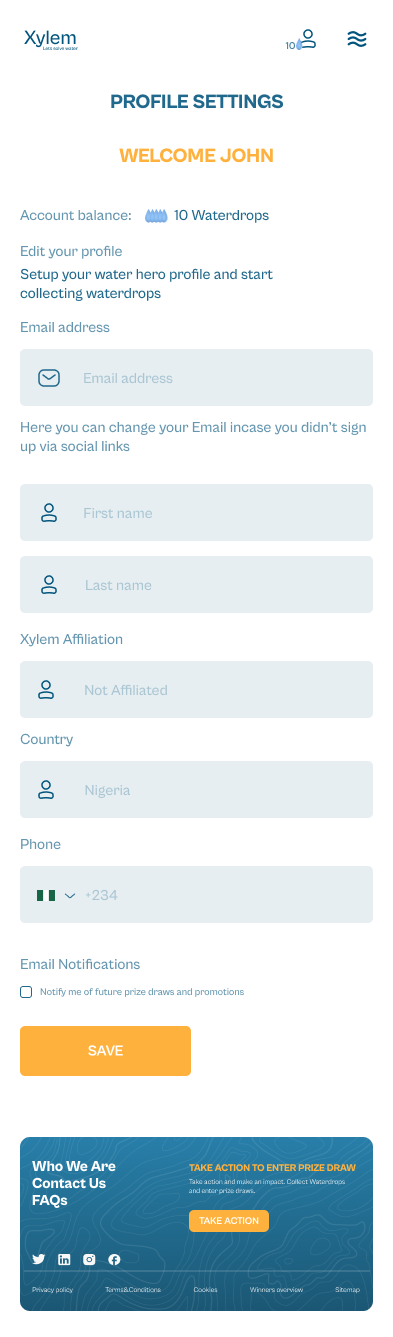 Xylem
Let's solve water
10
PROFILE SETTINGS
WELCOME JOHN
Account balance: 10 Waterdrops
Edit your profile
Setup your water hero profile and start
collecting waterdrops
Email address
Email address
Here you can change your Email incase you didn't sign
up via social links
First name
Last name
Xylem Affiliation
Not Affiliated
Country
Nigeria
Phone
+234
Email Notifications
Notify me of future prize draws and promotions
SAVE
Who We Are
Contact Us
FAQs
TAKE ACTION TO ENTER PRIZE DRAW
Take action and make an impact. Collect Waterdrops
and enter prize draws.
TAKE ACTION
Privacy policy
Terms&Conditions
Cookies
Winners overview
Sitemap